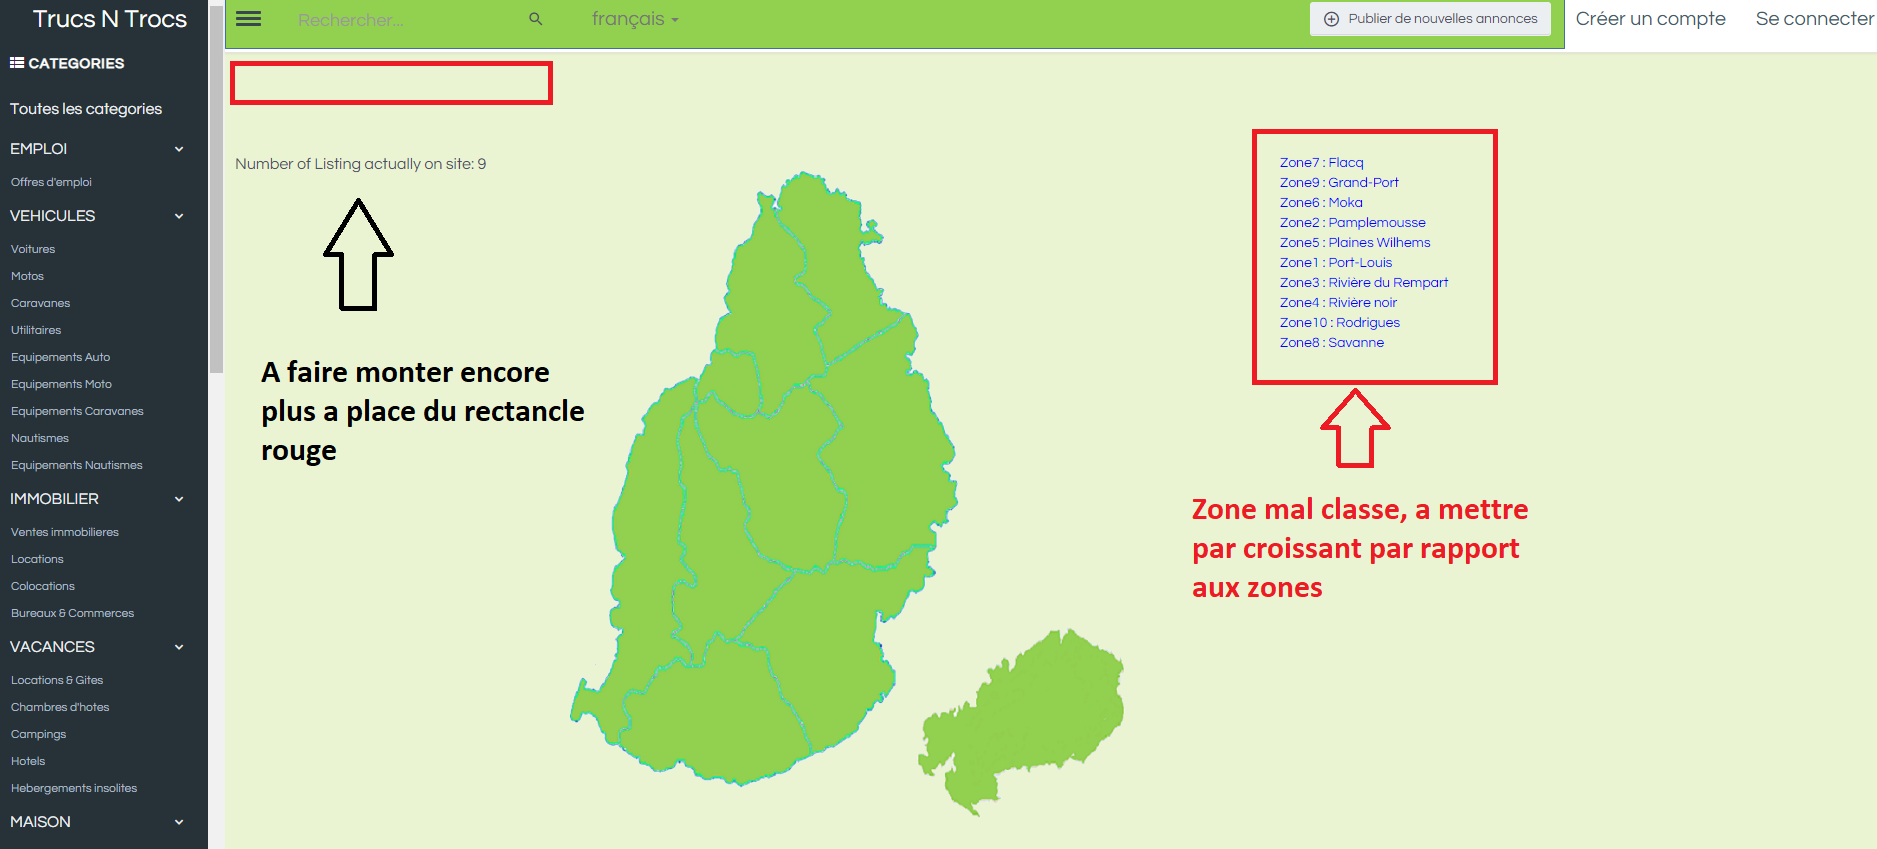 Trucs N Trocs
CATEGORIES
Toutes les categories
EMPLOI
Offres d'emploi
VEHICULES
Voitures
Motos
Caravanes
Utilitaires
Equipements Auto
Equipements Moto
Equipements Caravanes
Nautismes
Equipements Nautismes
IMMOBILIER
Ventes immobilieres
Locations
Colocations
Bureaux & Commerces
VACANCES
Locations & Gites
Chambres d'hotes
Campings
Hotels
Hebergements insolites
MAISON
Rechercher...
français
Publier de nouvelles annonces
Créer un compte
Se connecter
Number of Listing actually on site: 9
A faire monter encore
plus a place du rectancle
rouge
Zone7 : Flacq
Zone9 : Grand-Port
Zone6 : Moka
Zone2 : Pamplemousse
Zone5 : Plaines Wilhems
Zone1 : Port-Louis
Zone3 : Rivière du Rempart
Zone4 : Rivière noir
Zone10 : Rodrigues
Zone8 : Savanne
Zone mal classe, a mettre
par croissant par rapport
aux zones